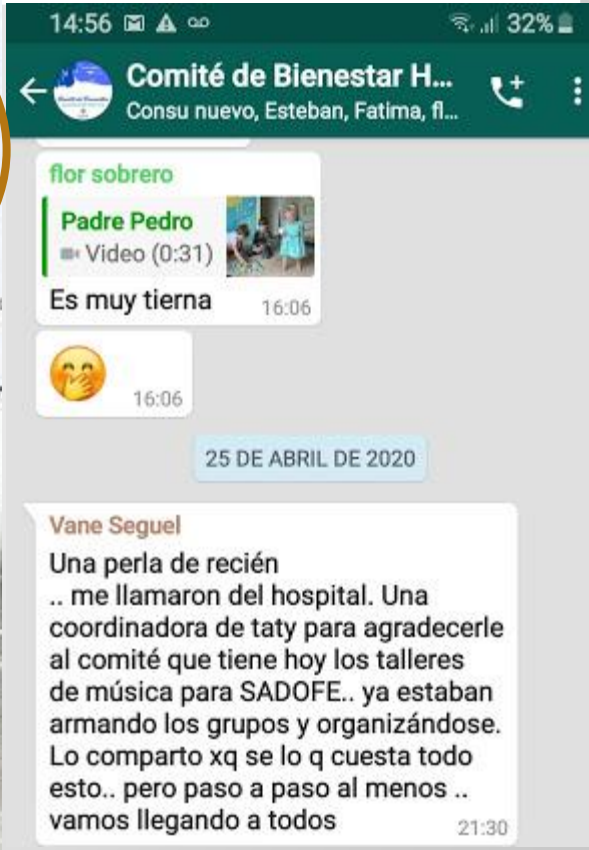 14:56
32%
Comité de Bienestar H...
Consu nuevo, Esteban, Fatima, fl...
flor sobrero
Padre Pedro
Video (0:31)
Es muy tierna
16:06
16:06
25 DE ABRIL DE 2020
Vane Seguel
Una perla de recién
.. me llamaron del hospital. Una
coordinadora de taty para agradecerle
al comité que tiene hoy los talleres
de música para SADOFE.. ya estaban
armando los grupos y organizándose.
Lo comparto xq se lo q cuesta todo
esto.. pero paso a paso al menos ..
vamos llegando a todos
21:30